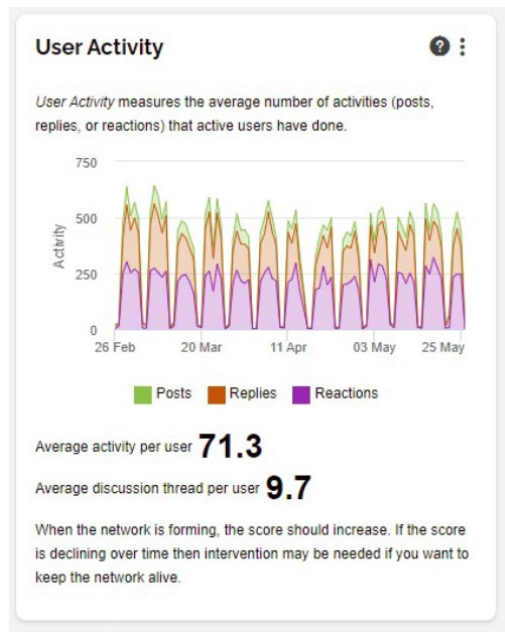 User Activity
User Activity measures the average number of activities (posts,
replies, or reactions) that active users have done.
750
500
250
0
Activity
26 Feb 20 Mar 11 Apr 03 May 25 May
Posts Replies Reactions
Average activity per user 71.3
Average discussion thread per user 9.7
When the network is forming, the score should increase. If the score
is declining over time then intervention may be needed if you want to
keep the network alive.